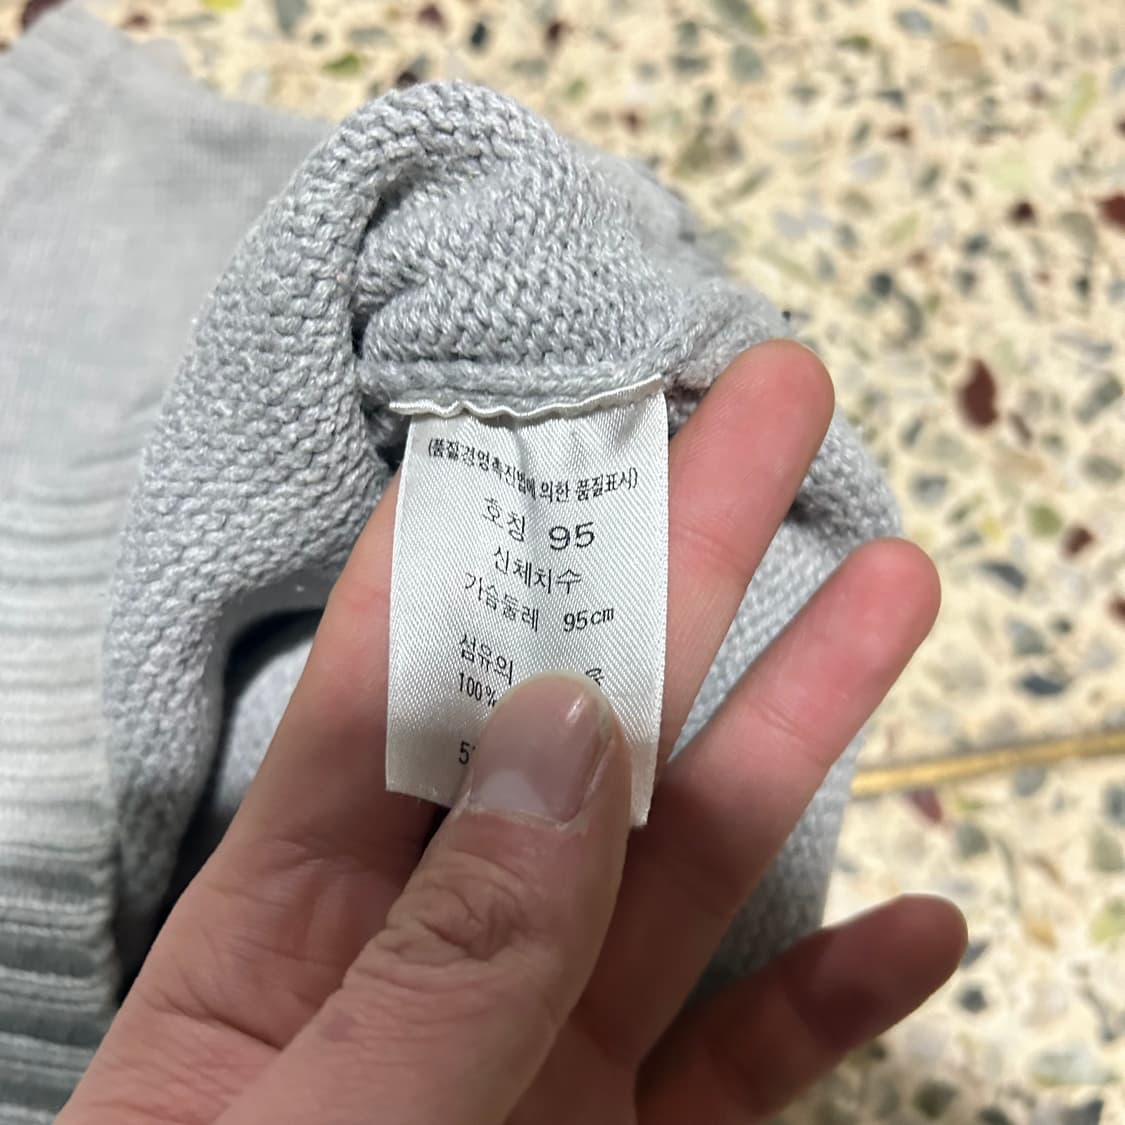 (품질경영촉진법에 의한 품질표시)
호칭 95
신체치수
가슴둘레 95cm
섬유의
100%